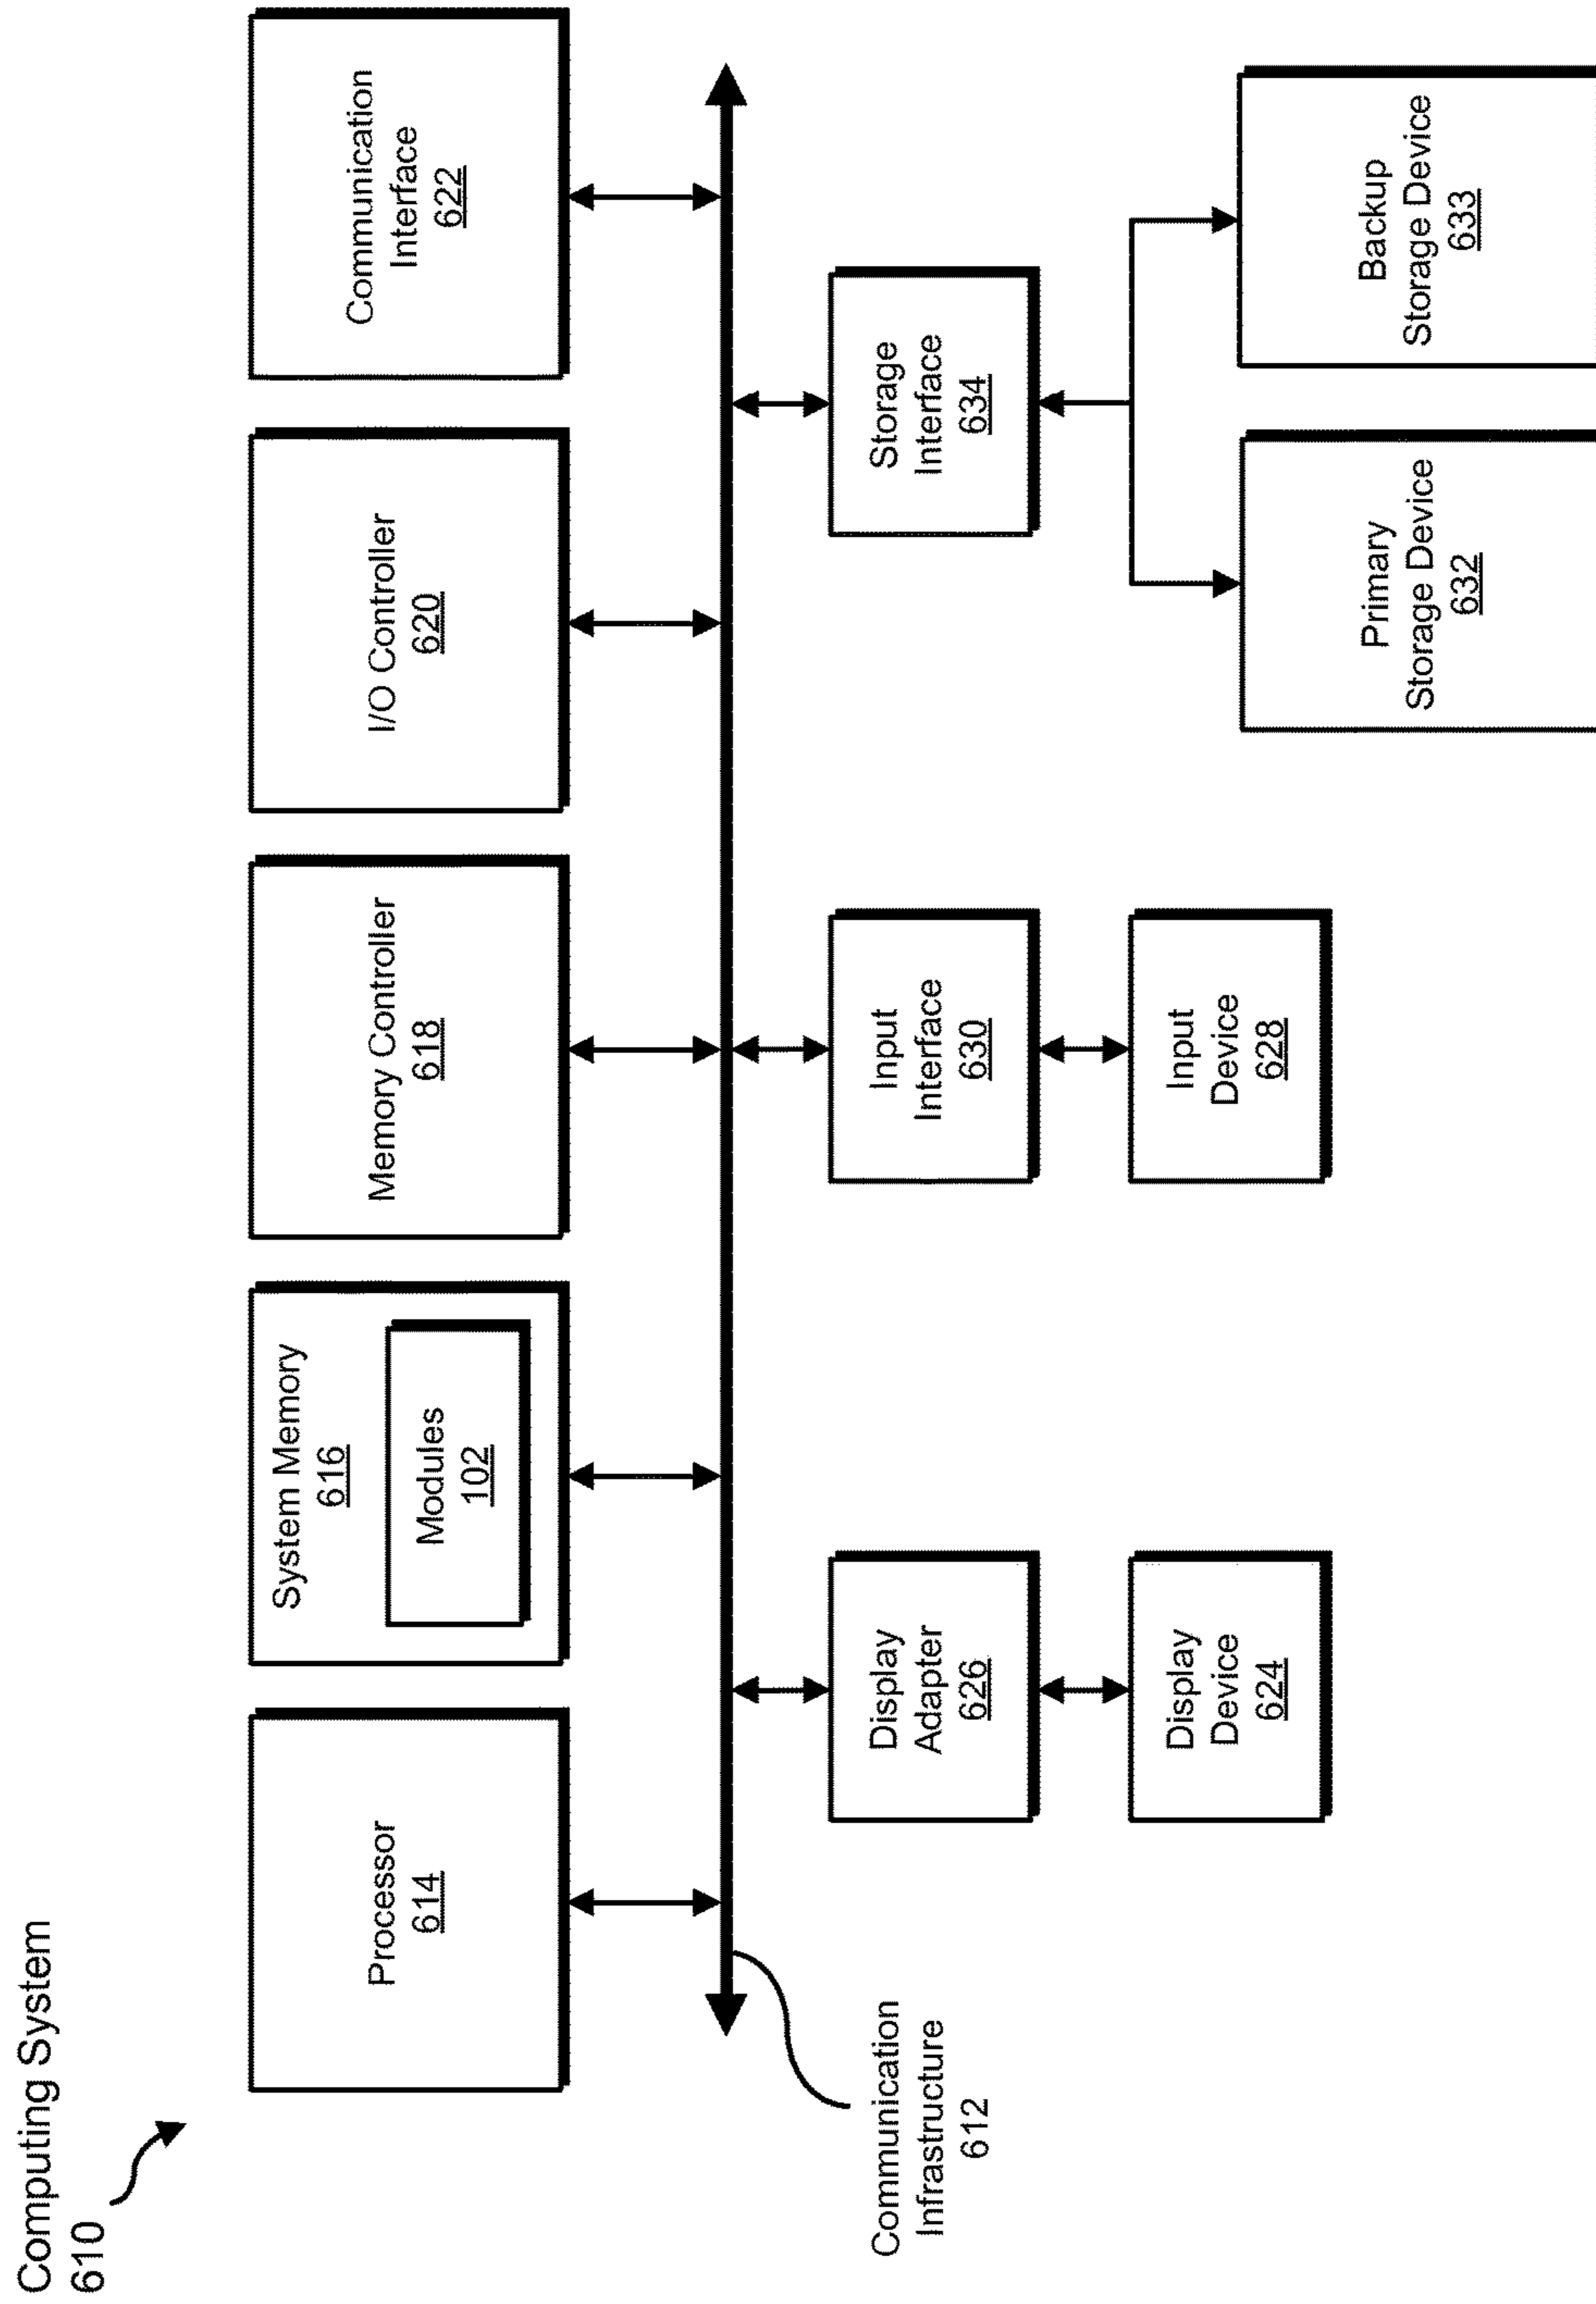 Computing System
610
Processor
614
System Memory
616
Modules
102
Memory Controller
618
I/O Controller
620
Communication
Interface
622
Communication
Infrastructure
612
Display
Adapter
626
Input
Interface
630
Storage
Interface
634
Display
Device
624
Input
Device
628
Primary
Storage Device
632
Backup
Storage Device
633